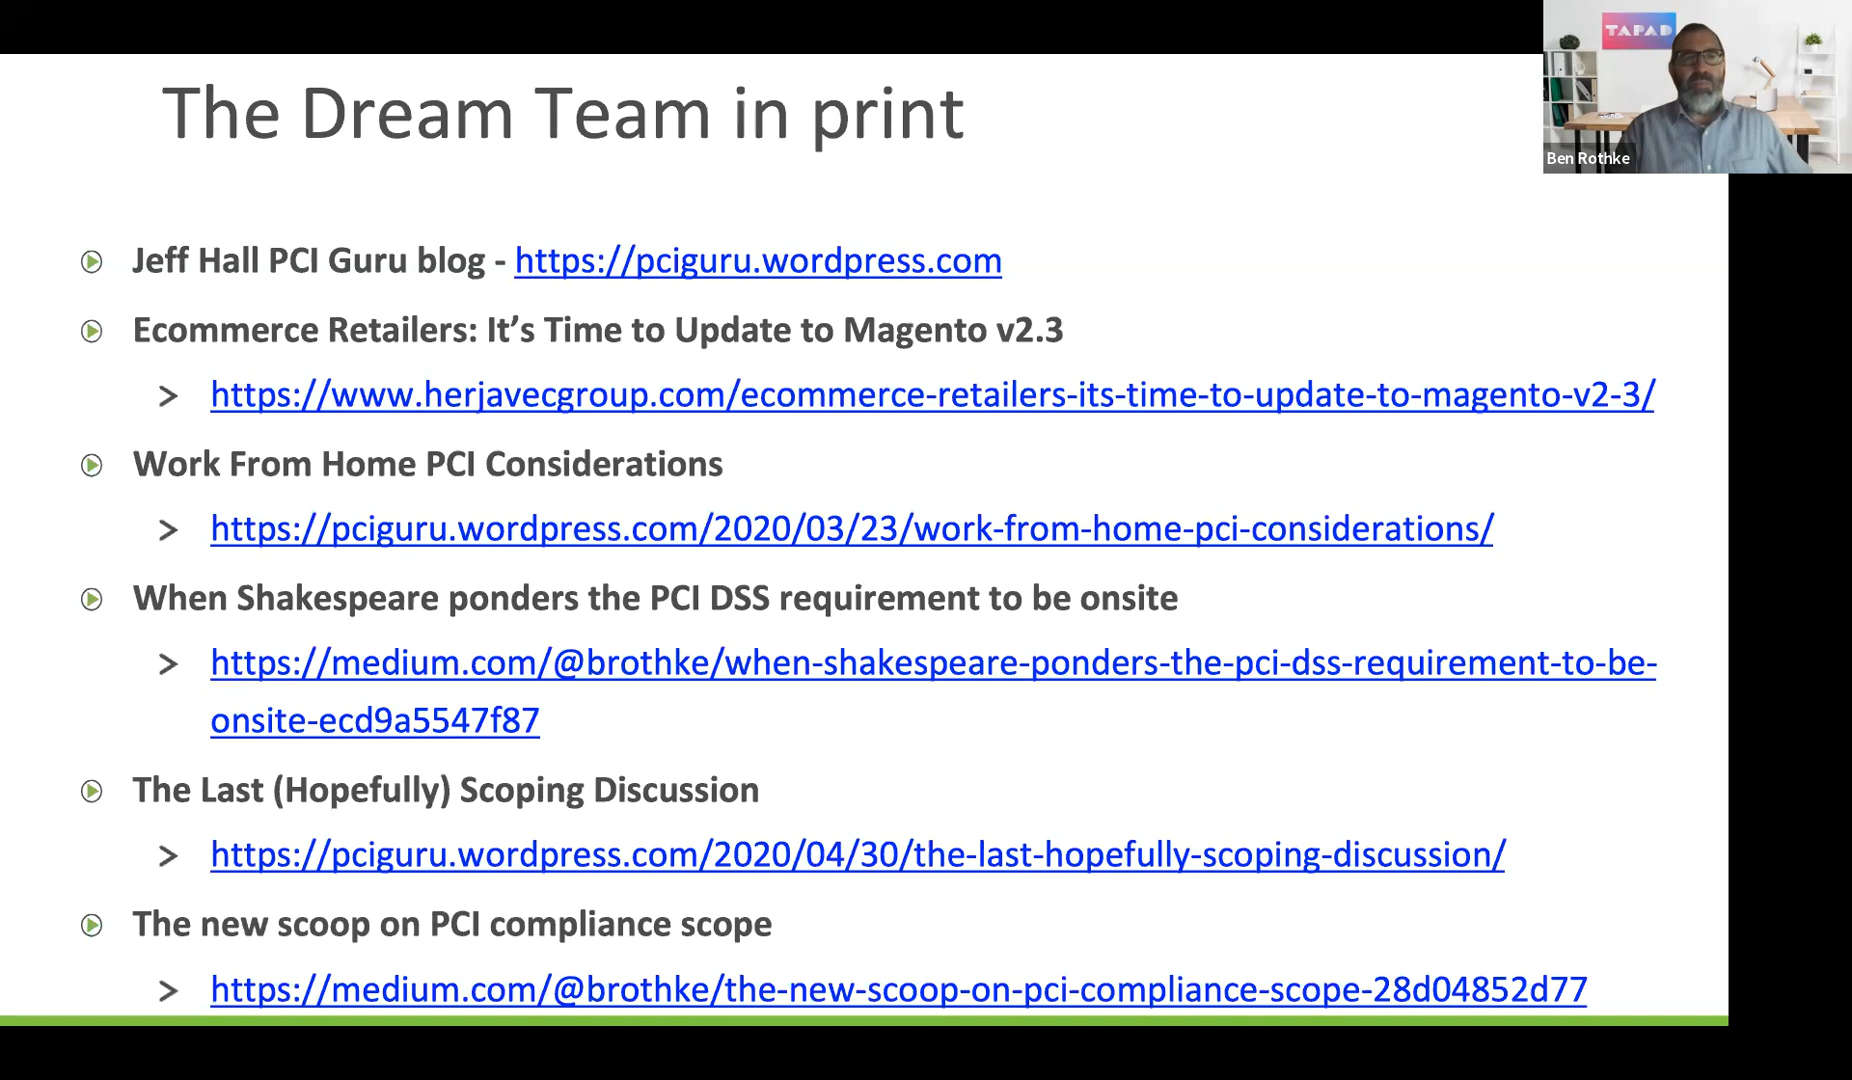 TAPAD
Ben Rothke
The Dream Team in print
Jeff Hall PCI Guru blog - https://pciguru.wordpress.com
Ecommerce Retailers: It’s Time to Update to Magento v2.3
> https://www.herjavecgroup.com/ecommerce-retailers-its-time-to-update-to-magento-v2-3/
Work From Home PCI Considerations
> https://pciguru.wordpress.com/2020/03/23/work-from-home-pci-considerations/
When Shakespeare ponders the PCI DSS requirement to be onsite
> https://medium.com/@brothke/when-shakespeare-ponders-the-pci-dss-requirement-to-be-
onsite-ecd9a5547f87
The Last (Hopefully) Scoping Discussion
> https://pciguru.wordpress.com/2020/04/30/the-last-hopefully-scoping-discussion/
The new scoop on PCI compliance scope
> https://medium.com/@brothke/the-new-scoop-on-pci-compliance-scope-28d04852d77